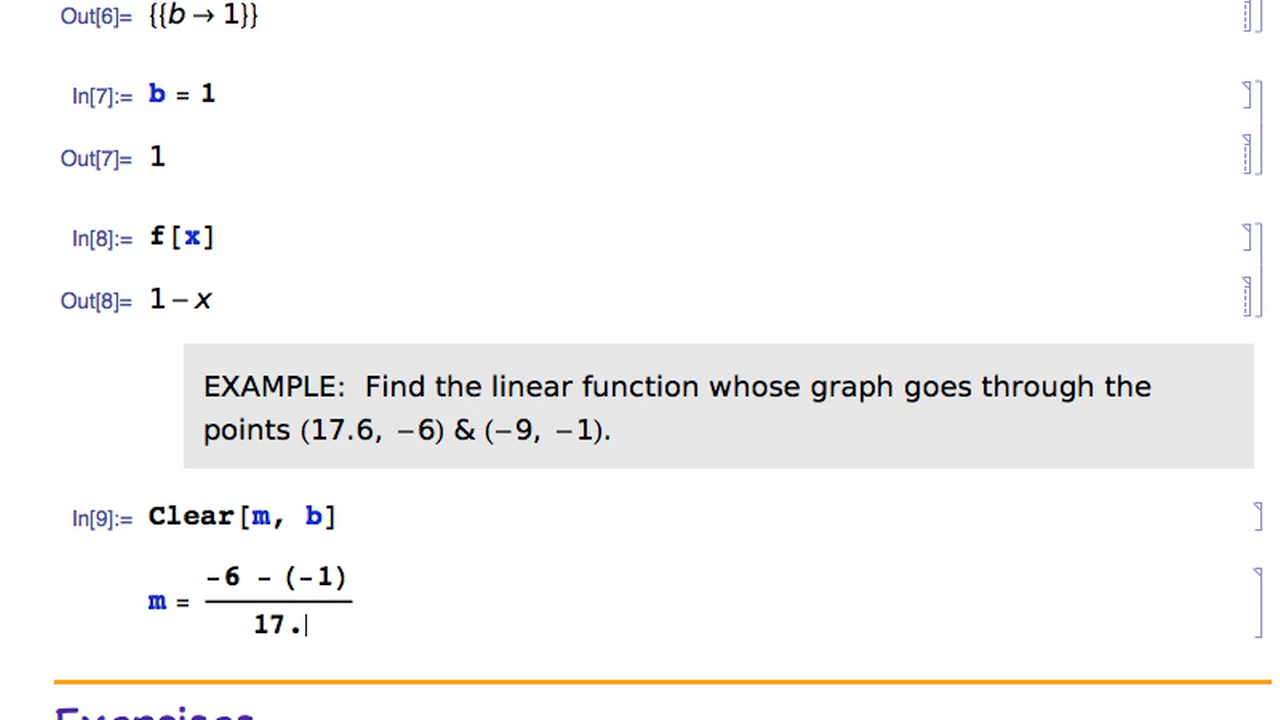 Out[6]= {{b → 1}}
In[7]:= b = 1
Out[7]= 1
In[8]:= f[x]
Out[8]= 1 − x
EXAMPLE: Find the linear function whose graph goes through the
points (17.6, −6) & (−9, −1).
In[9]:= Clear[m, b]
-6 - (-1)
m =
17.
Exercises